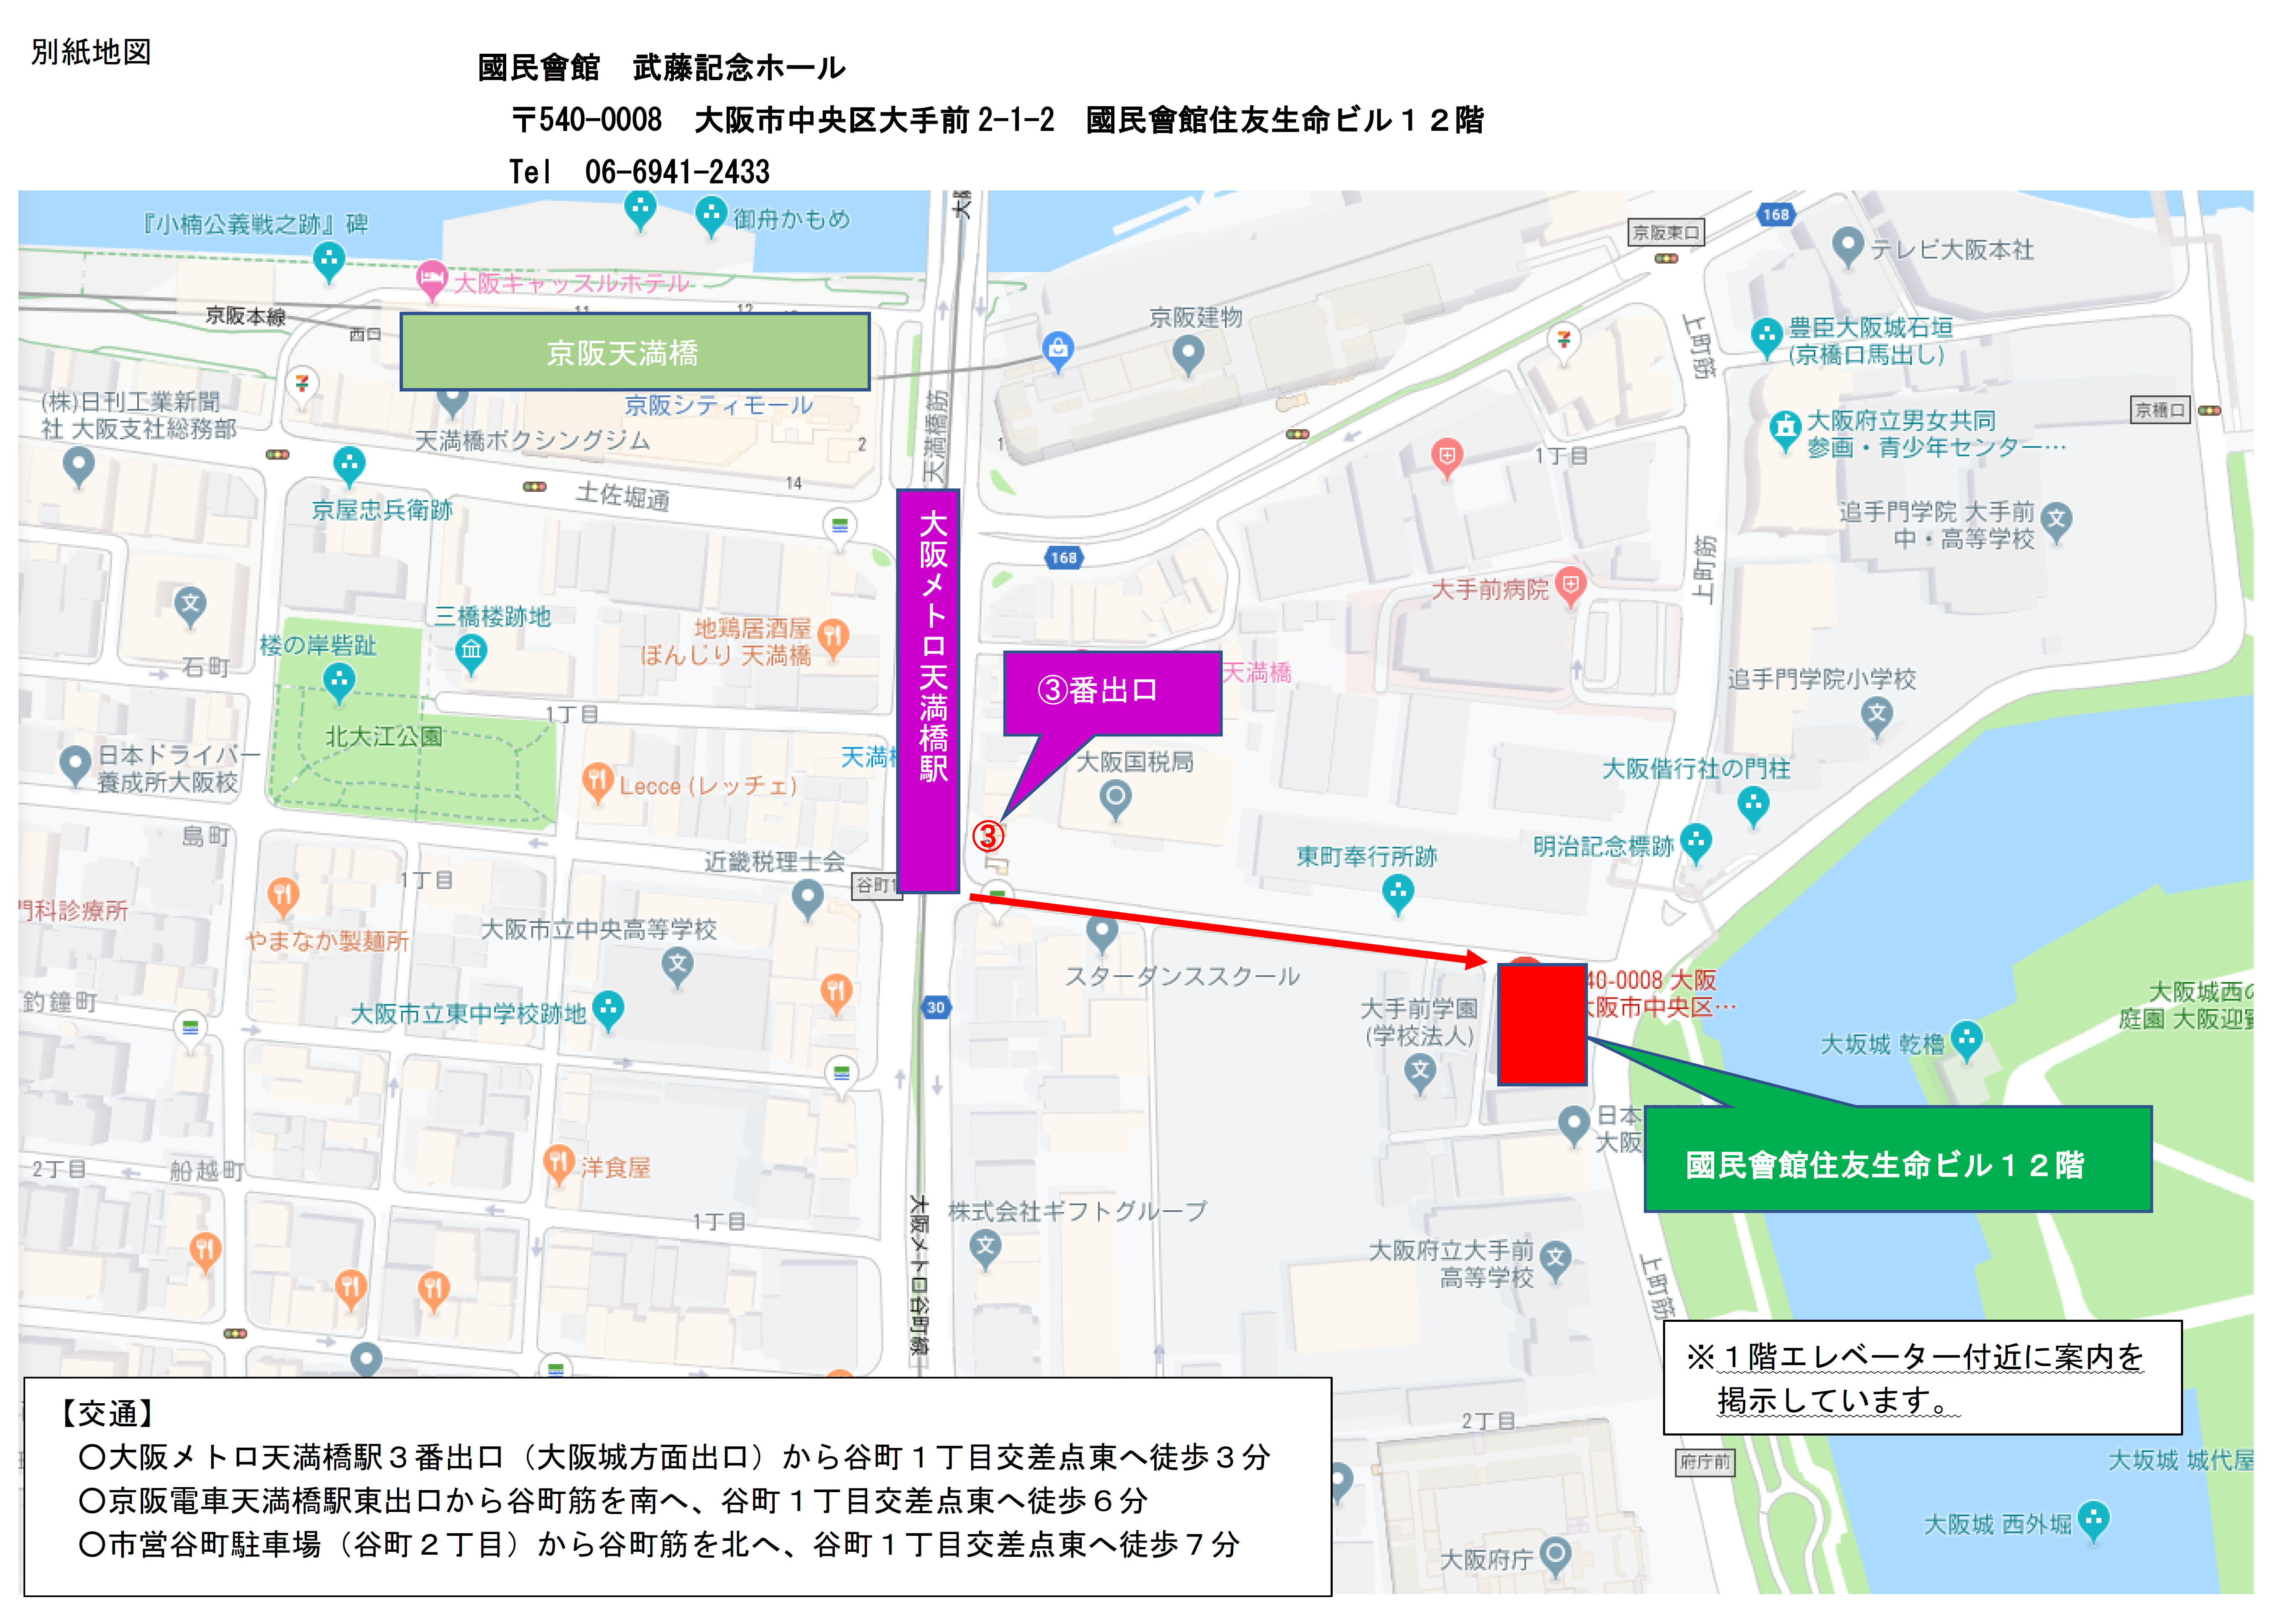 別紙地図
國民會館　武藤記念ホール
〒540-0008　大阪市中央区大手前 2-1-2　國民會館住友生命ビル１２階
Tel　06-6941-2433
『小楠公義戦之跡』碑
御舟かもめ
大阪キャッスルホテル
京阪本線
西口
11
12
京阪天満橋
京阪シティモール
天満橋ボクシングジム
(株)日刊工業新聞
社 大阪支社総務部
京屋忠兵衛跡
土佐堀通
14
2
1
天満橋筋
京阪建物
京阪東口
168
テレビ大阪本社
上町筋
豊臣大阪城石垣
(京橋口馬出し)
京橋口
大阪府立男女共同
参画・青少年センター…
1丁目
追手門学院 大手前
中・高等学校
168
大手前病院
上町筋
大阪メトロ天満橋駅
三橋楼跡地
楼の岸砦趾
石町
地鶏居酒屋
ぼんじり 天満橋
③番出口
天満橋
追手門学院小学校
1丁目
北大江公園
日本ドライバー
養成所大阪校
Lecce (レッチェ)
天満
大阪国税局
大阪偕行社の門柱
③
島町
近畿税理士会
東町奉行所跡
明治記念標跡
1丁目
谷町1
門科診療所
やまなか製麺所
大阪市立中央高等学校
スターダンススクール
40-0008 大阪
大阪市中央区…
釣鐘町
大阪市立東中学校跡地
30
大手前学園
(学校法人)
大坂城 乾櫓
大阪城西の
庭園 大阪迎賓
日本
大阪
國民會館住友生命ビル１２階
2丁目
船越町
洋食屋
1丁目
大阪メトロ谷町線
株式会社ギフトグループ
大阪府立大手前
高等学校
上町筋
※１階エレベーター付近に案内を
掲示しています。
2丁目
府庁前
大坂城 城代屋
大阪城 西外堀
大阪府庁
【交通】
〇大阪メトロ天満橋駅３番出口（大阪城方面出口）から谷町１丁目交差点東へ徒歩３分
〇京阪電車天満橋駅東出口から谷町筋を南へ、谷町１丁目交差点東へ徒歩６分
〇市営谷町駐車場（谷町２丁目）から谷町筋を北へ、谷町１丁目交差点東へ徒歩７分